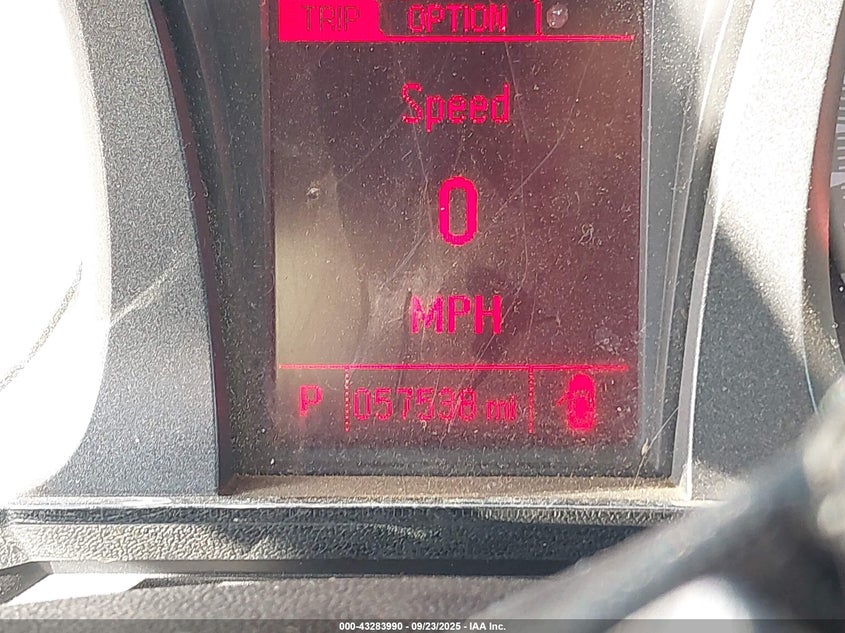 TRIP OPTION
Speed
0
MPH
P 057538 mi
000-43283990 - 09/23/2025 - IAA Inc.